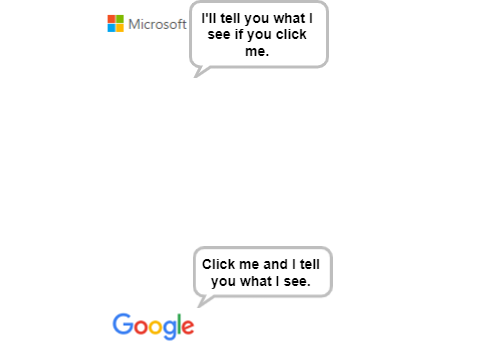 Microsoft
I'll tell you what I
see if you click
me.
Click me and I tell
you what I see.
Google